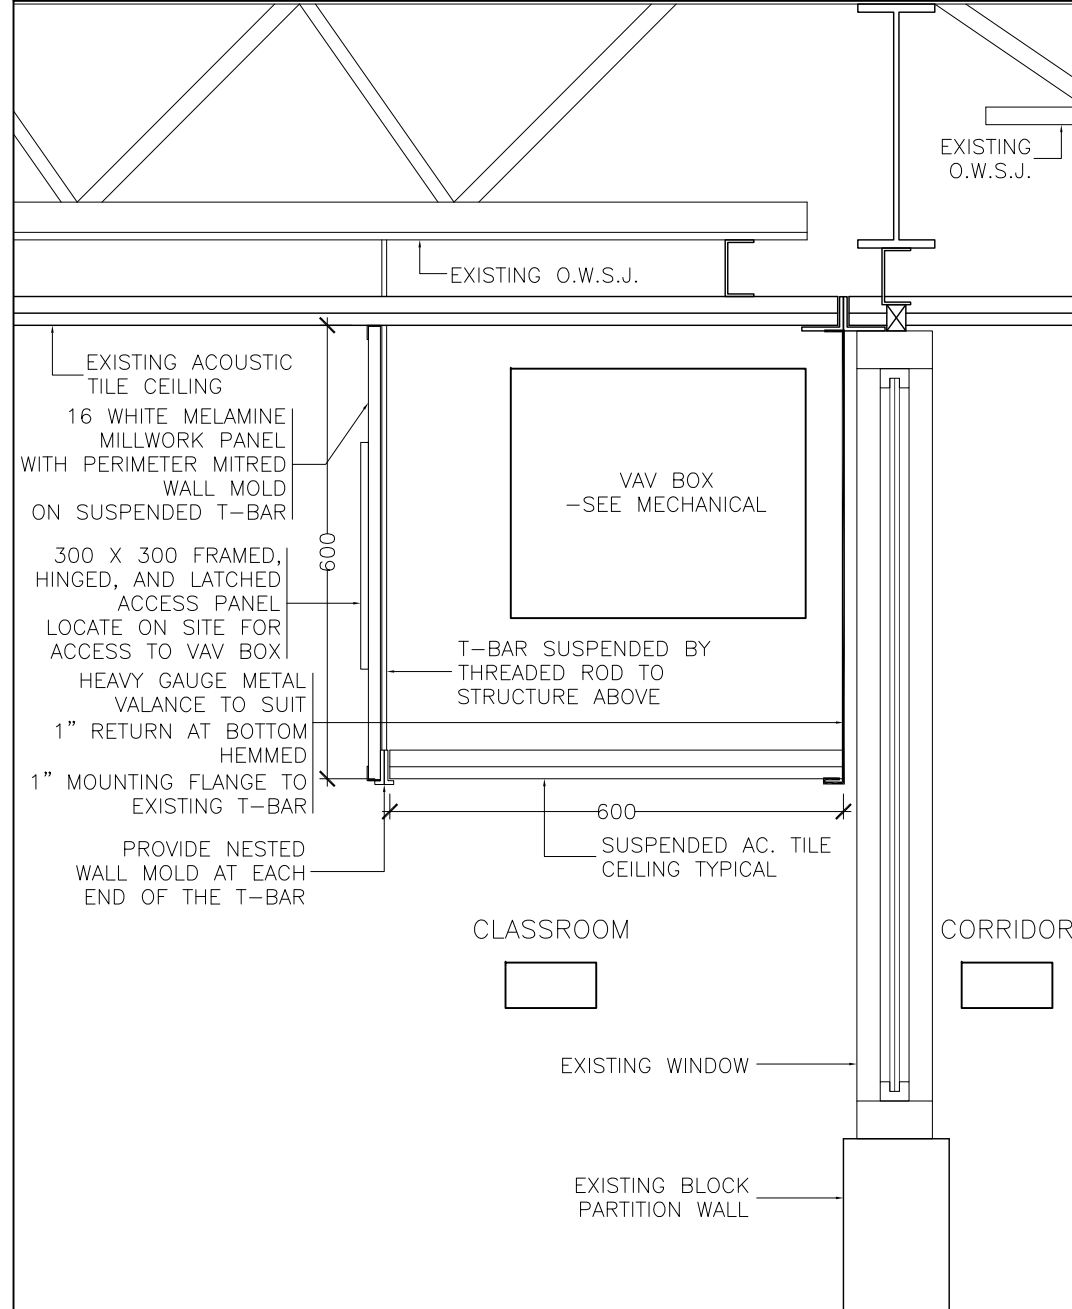 EXISTING
O.W.S.J.
EXISTING O.W.S.J.
EXISTING ACOUSTIC
TILE CEILING
16 WHITE MELAMINE
MILLWORK PANEL
WITH PERIMETER MITRED
WALL MOLD
ON SUSPENDED T-BAR
VAV BOX
-SEE MECHANICAL
600
300 X 300 FRAMED,
HINGED, AND LATCHED
ACCESS PANEL
LOCATE ON SITE FOR
ACCESS TO VAV BOX
T-BAR SUSPENDED BY
THREADED ROD TO
STRUCTURE ABOVE
HEAVY GAUGE METAL
VALANCE TO SUIT
1" RETURN AT BOTTOM
HEMMED
1" MOUNTING FLANGE TO
EXISTING T-BAR
600
PROVIDE NESTED
WALL MOLD AT EACH
END OF THE T-BAR
SUSPENDED AC. TILE
CEILING TYPICAL
CLASSROOM
CORRIDOR
EXISTING WINDOW
EXISTING BLOCK
PARTITION WALL